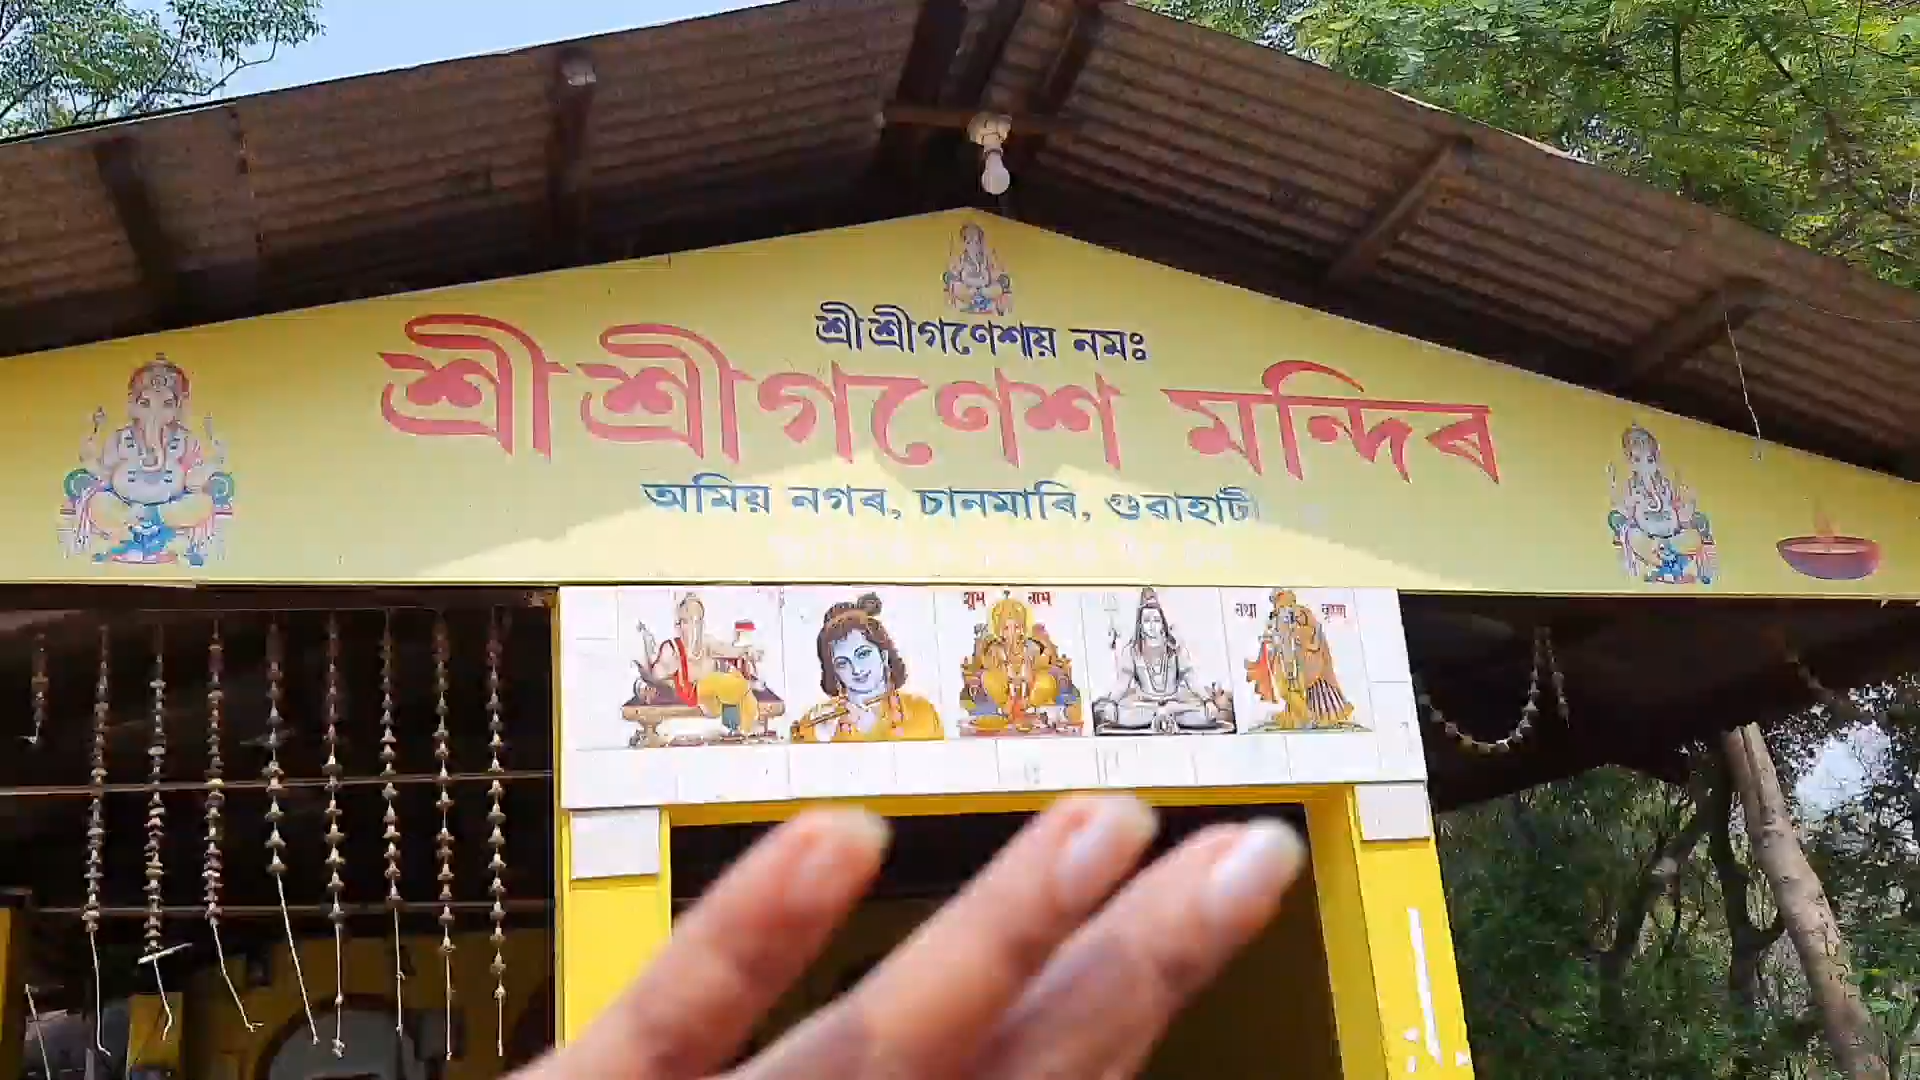 শ্ৰীশ্ৰীগণেশায় নমঃ
শ্ৰীশ্ৰীগণেশ মন্দিৰ
অমিয় নগৰ, চানমাৰি, গুৱাহাটী
शुभ लाभ